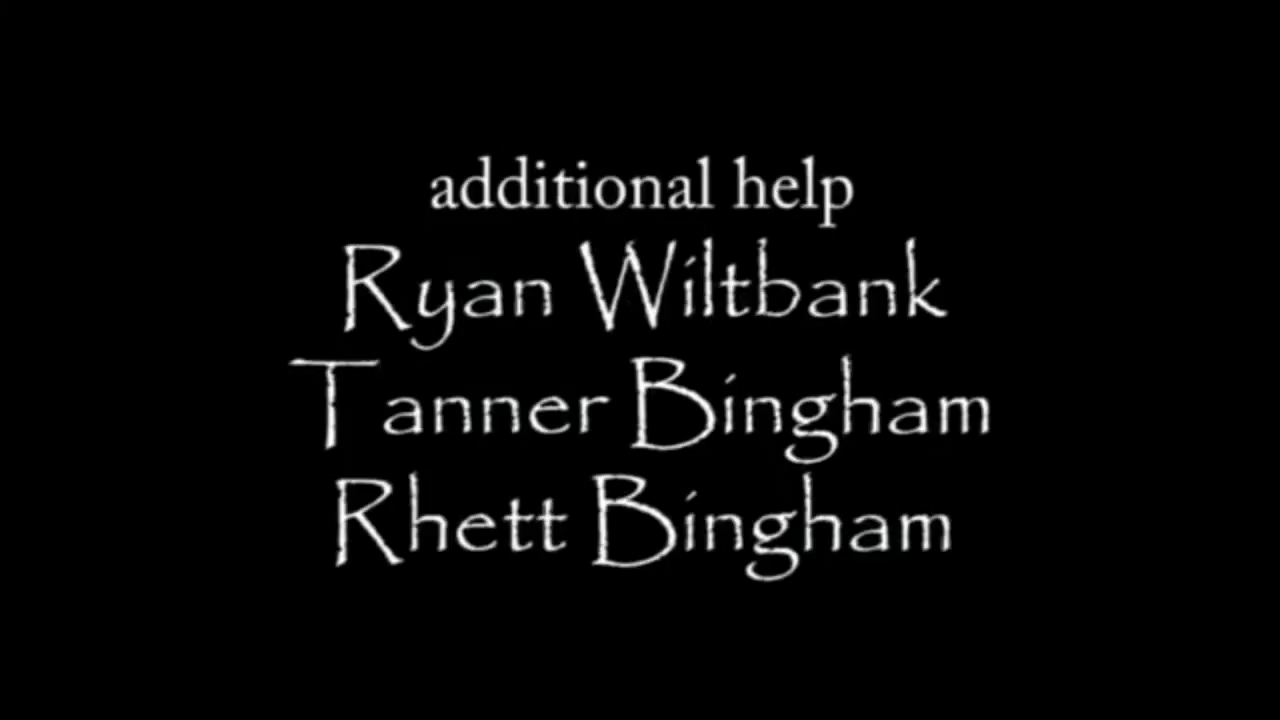 additional help
Ryan Wiltbank
Tanner Bingham
Rhett Bingham